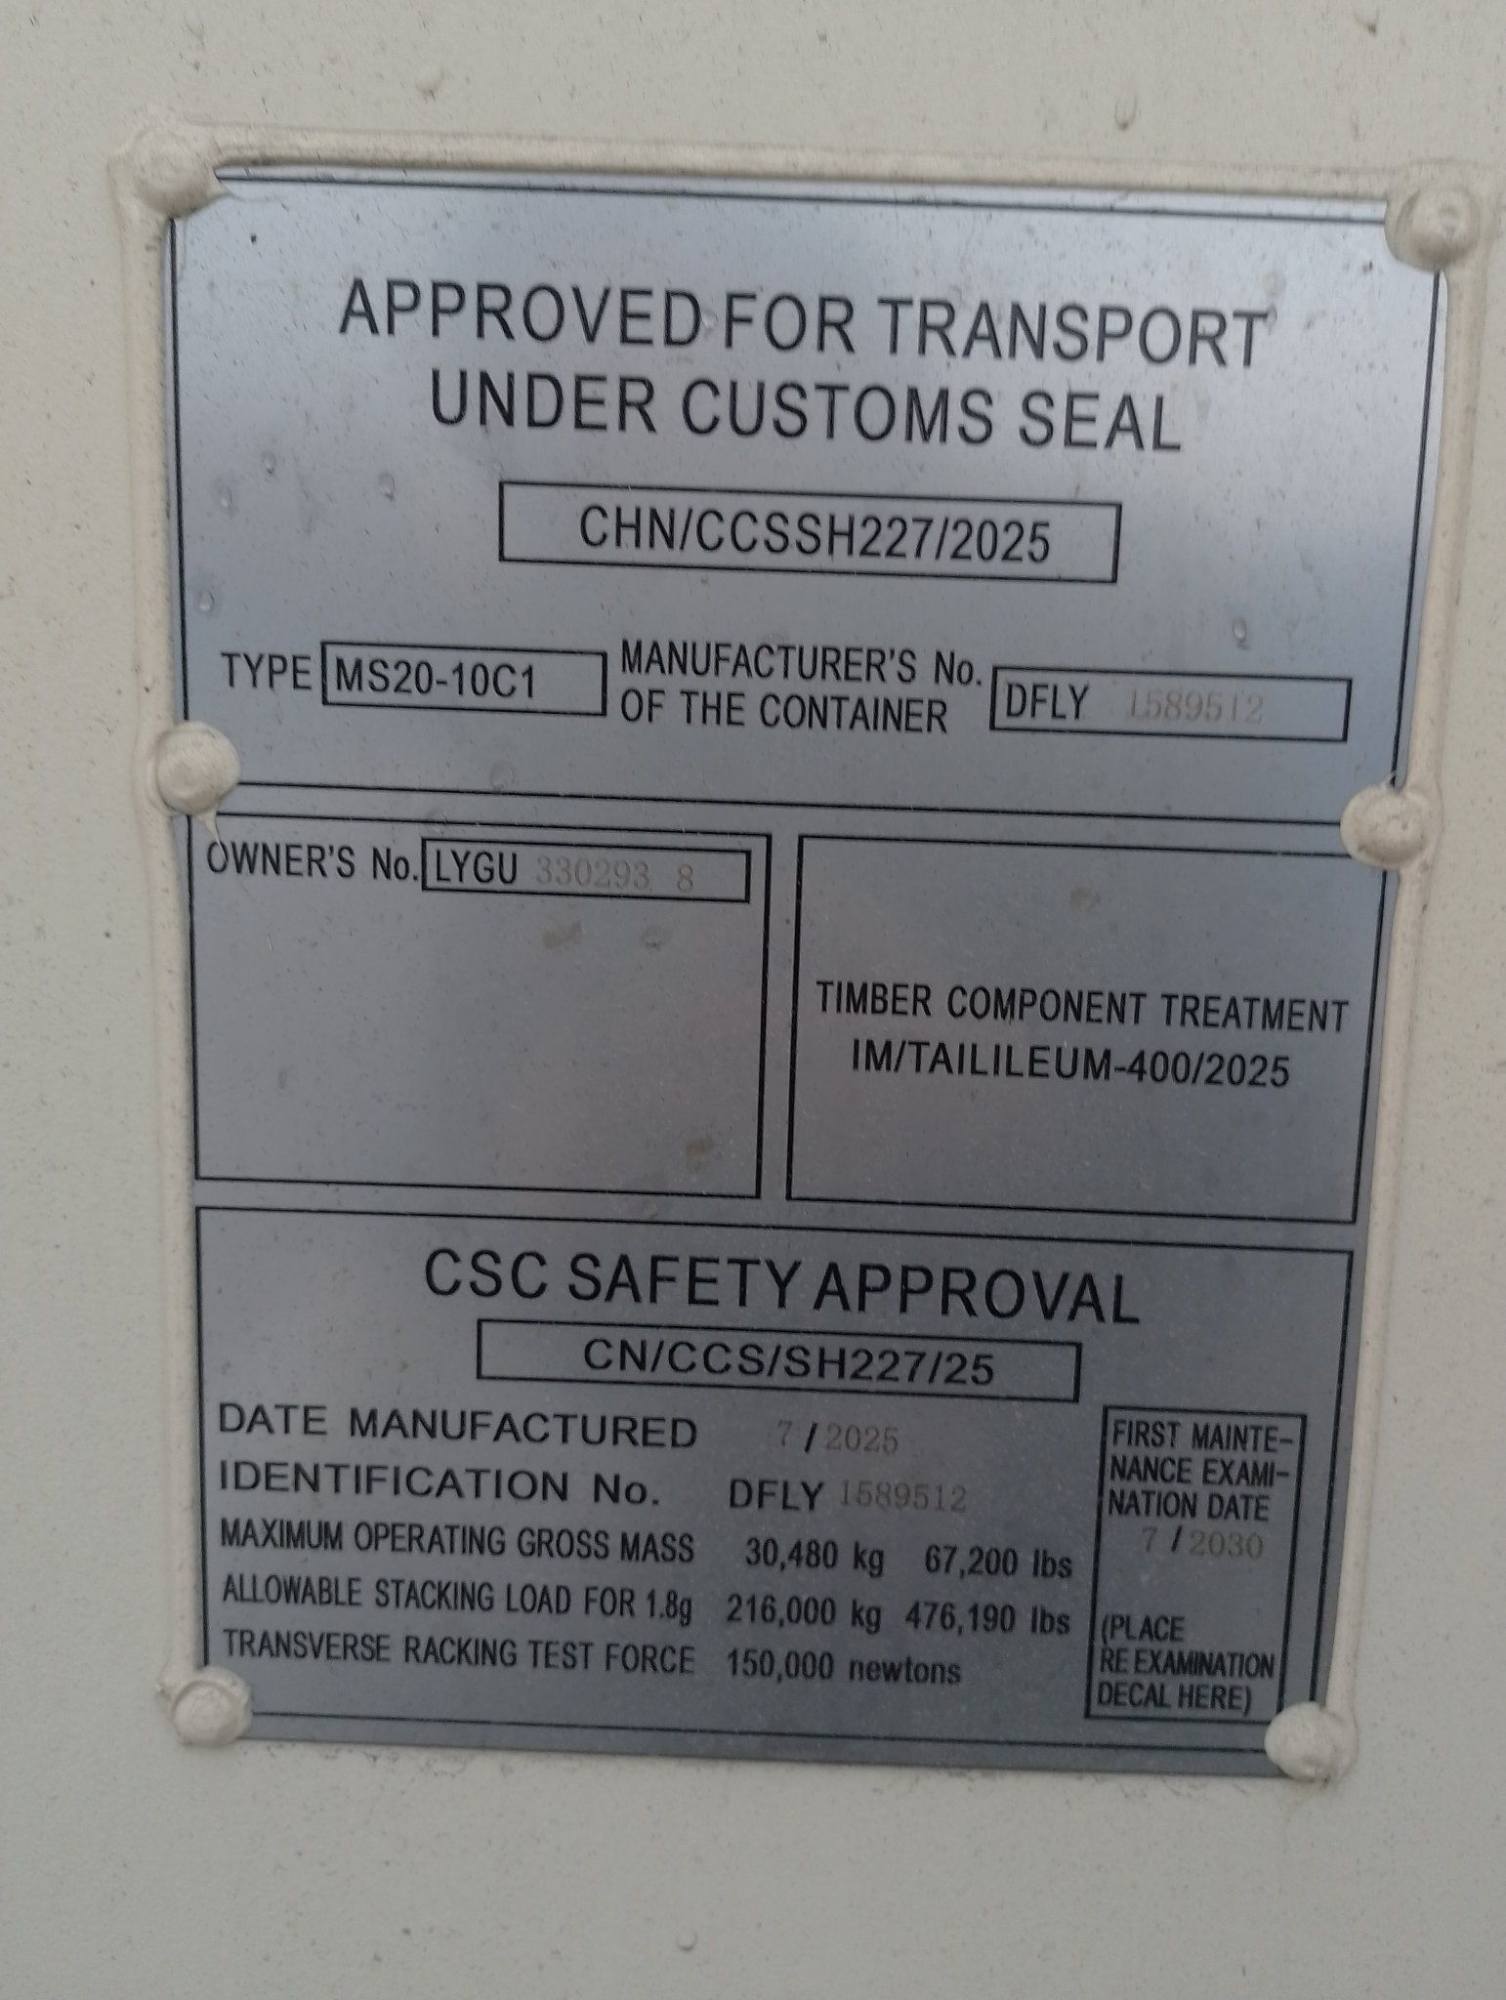 APPROVED FOR TRANSPORT
UNDER CUSTOMS SEAL
CHN/CCSSH227/2025
TYPE MS20-10C1 MANUFACTURER'S No. OF THE CONTAINER DFLY 1589512
OWNER'S No. LYGU 330293 8
TIMBER COMPONENT TREATMENT
IM/TAILILEUM-400/2025
CSC SAFETY APPROVAL
CN/CCS/SH227/25
DATE MANUFACTURED 7 / 2025
IDENTIFICATION No. DFLY 1589512
MAXIMUM OPERATING GROSS MASS 30,480 kg 67,200 lbs
ALLOWABLE STACKING LOAD FOR 1.8g 216,000 kg 476,190 lbs
TRANSVERSE RACKING TEST FORCE 150,000 newtons
FIRST MAINTE-
NANCE EXAMI-
NATION DATE
7 / 2030
(PLACE
RE EXAMINATION
DECAL HERE)